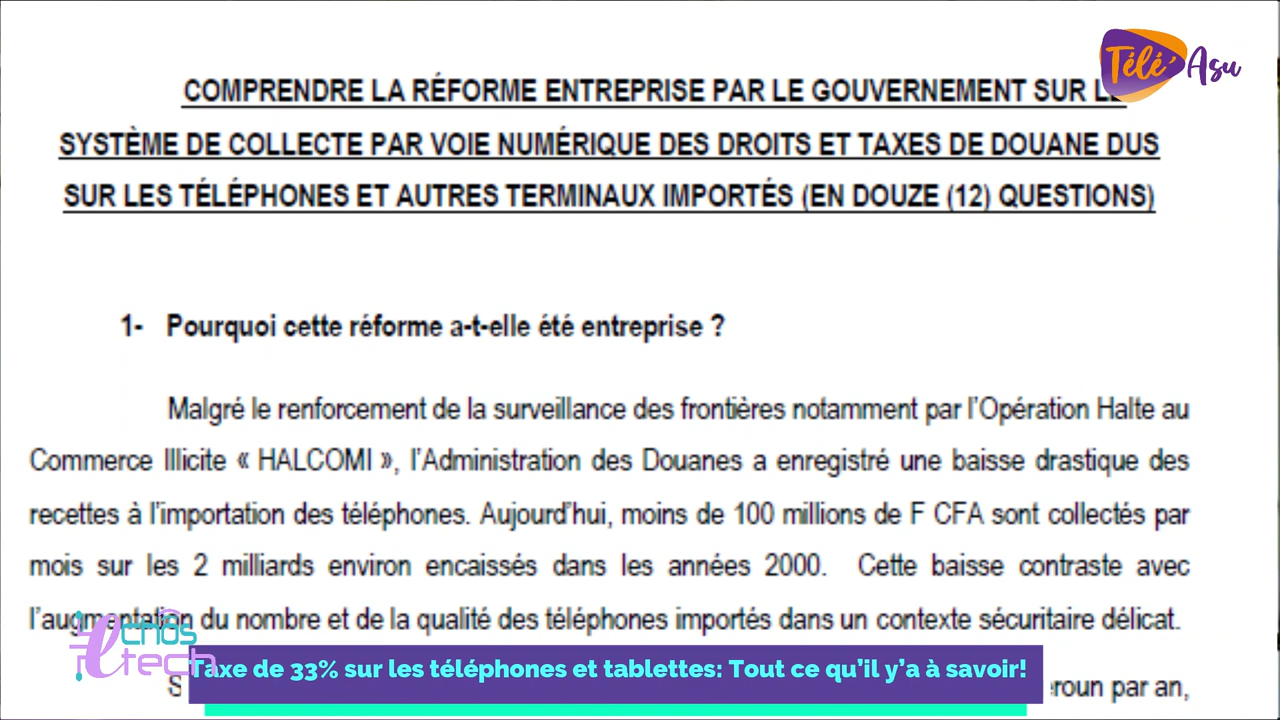 Télé'Asu
COMPRENDRE LA RÉFORME ENTREPRISE PAR LE GOUVERNEMENT SUR LE
SYSTÈME DE COLLECTE PAR VOIE NUMÉRIQUE DES DROITS ET TAXES DE DOUANE DUS
SUR LES TÉLÉPHONES ET AUTRES TERMINAUX IMPORTÉS (EN DOUZE (12) QUESTIONS)
1- Pourquoi cette réforme a-t-elle été entreprise ?
Malgré le renforcement de la surveillance des frontières notamment par l'Opération Halte au
Commerce Illicite « HALCOMI », l'Administration des Douanes a enregistré une baisse drastique des
recettes à l'importation des téléphones. Aujourd'hui, moins de 100 millions de F CFA sont collectés par
mois sur les 2 milliards environ encaissés dans les années 2000. Cette baisse contraste avec
l'augmentation du nombre et de la qualité des téléphones importés dans un contexte sécuritaire délicat.
Taxe de 33% sur les téléphones et tablettes: Tout ce qu'il y'a à savoir!
par an,